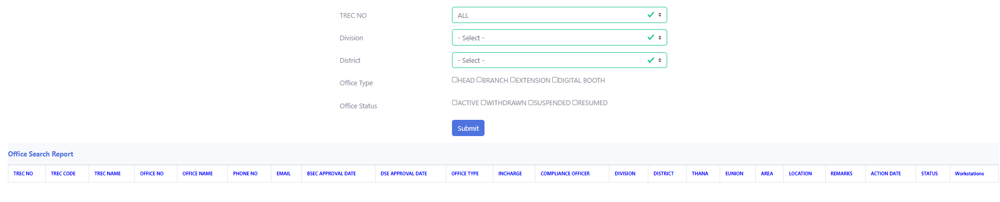 TREC NO ALL
Division - Select -
District - Select -
Office Type HEAD BRANCH EXTENSION DIGITAL BOOTH
Office Status ACTIVE WITHDRAWN SUSPENDED RESUMED
Submit
Office Search Report
TREC NO TREC CODE TREC NAME OFFICE NO OFFICE NAME PHONE NO EMAIL BSEC APPROVAL DATE DSE APPROVAL DATE OFFICE TYPE INCHARGE COMPLIANCE OFFICER DIVISION DISTRICT THANA EUNION AREA LOCATION REMARKS ACTION DATE STATUS Workstations